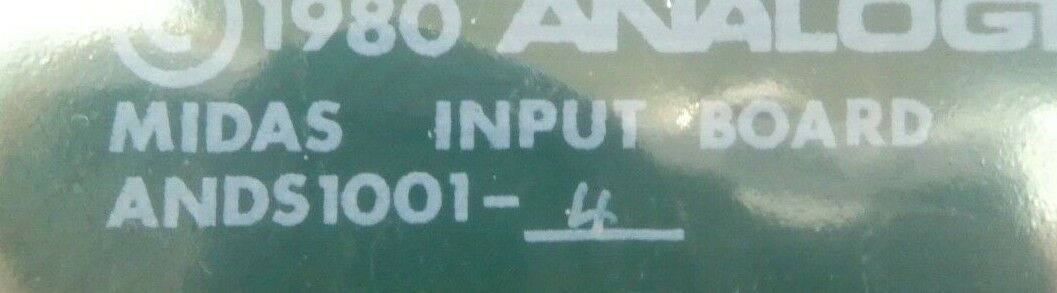 ©1980 ANALOGI
MIDAS INPUT BOARD
ANDS1001-4